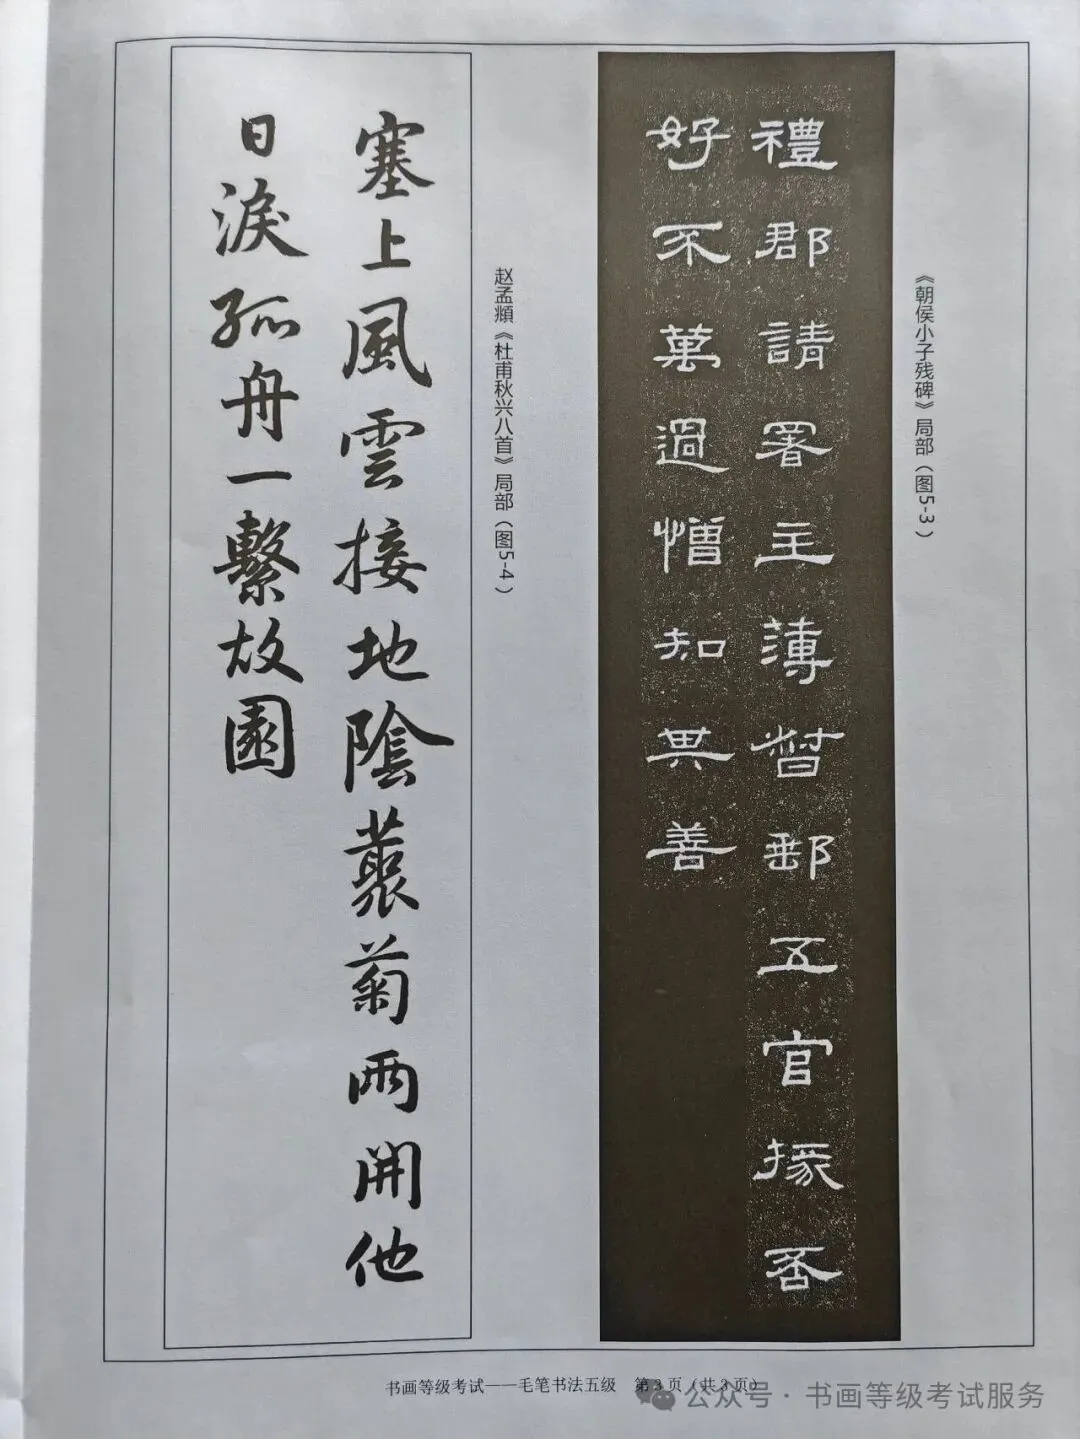 禮郡請署主薄督郵五官掾否
好不萬過憎知其善
《朝侯小子残碑》局部（图5-3）
塞上風雲接地陰叢菊兩開他
日淚孤舟一繫故園
赵孟頫《杜甫秋兴八首》局部（图5-4）
书画等级考试——毛笔书法五级 第3页（共3页）
公众号·书画等级考试服务